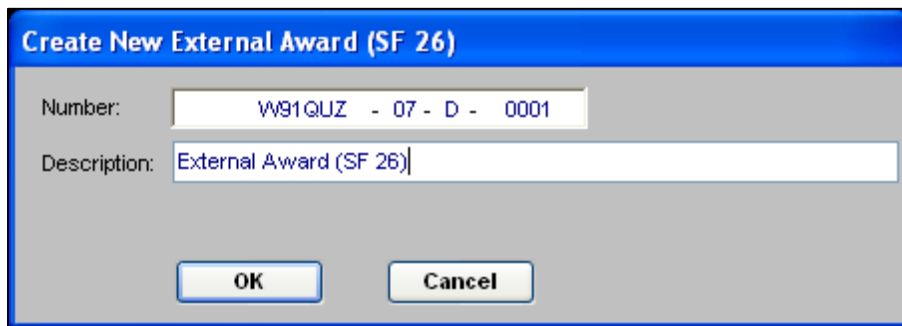 Create New External Award (SF 26)
Number: W91QUZ - 07 - D - 0001
Description: External Award (SF 26)
OK Cancel